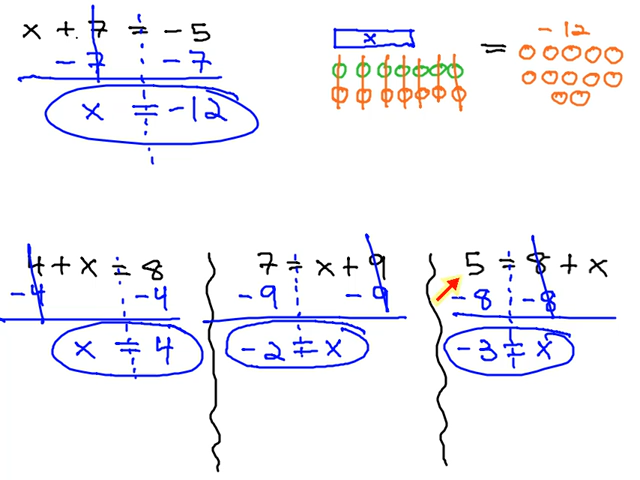 x + 7 = -5
- 7 - 7
x = -12
x = -12
4 + x = 8
-4 -4
x = 4
7 = x + 9
-9 -9
-2 = x
5 = 8 + x
-8 -8
-3 = x